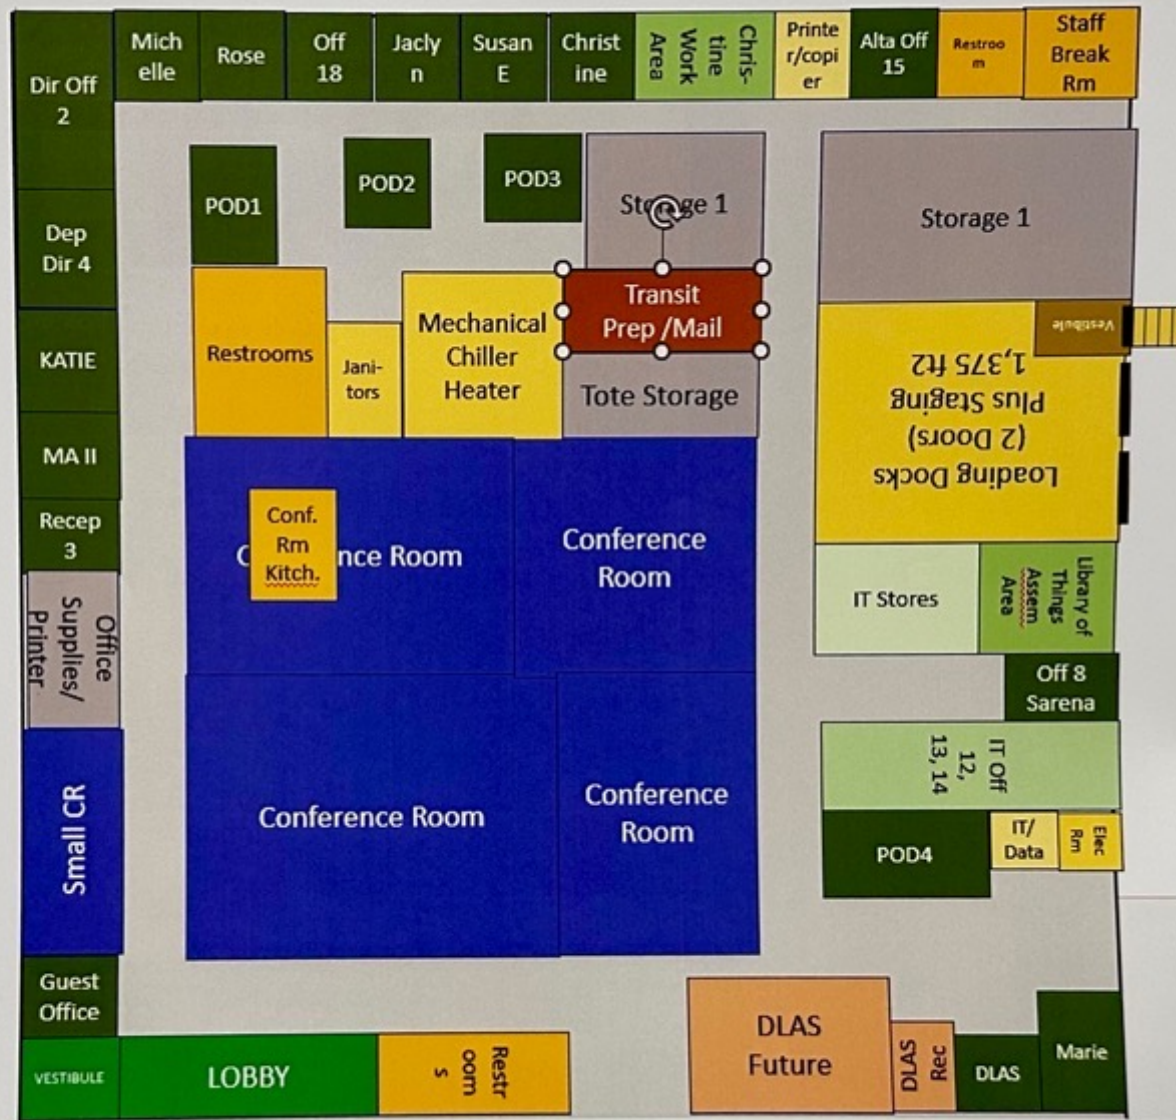 Dir Off
2
Mich
elle
Rose
Off
18
Jacly
n
Susan
E
Christ
ine
Chris-
tine
Work
Area
Printe
r/copi
er
Alta Off
15
Restroo
m
Staff
Break
Rm
Dep
Dir 4
POD1
POD2
POD3
Storage 1
Storage 1
Transit
Prep /Mail
Vestibule
KATIE
Restrooms
Jani-
tors
Mechanical
Chiller
Heater
Tote Storage
Loading Docks
(2 Doors)
Plus Staging
1,375 ft2
MA II
Recep
3
Conf.
Rm
Kitch.
C nce Room
Conference
Room
IT Stores
Library of
Things
Assem
Area
Office
Supplies/
Printer
Off 8
Sarena
IT Off
12,
13, 14
Small CR
Conference Room
Conference
Room
POD4
IT/
Data
Elec
Rm
Guest
Office
VESTIBULE
LOBBY
Restr
oom
s
DLAS
Future
DLAS
Rec
DLAS
Marie